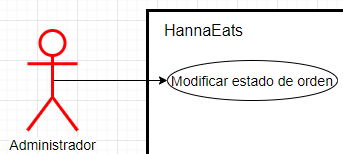 HannaEats
Modificar estado de orden
Administrador